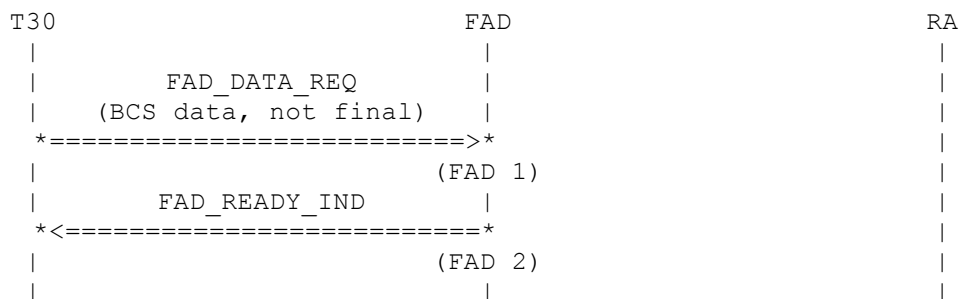 T30                          FAD                          RA
 |                            |                            |
 |        FAD_DATA_REQ        |                            |
 |    (BCS data, not final)   |                            |
 *==========================>*                            |
 |                         (FAD 1)                         |
 |       FAD_READY_IND        |                            |
 *<===========================*                            |
 |                         (FAD 2)                         |
 |                            |                            |